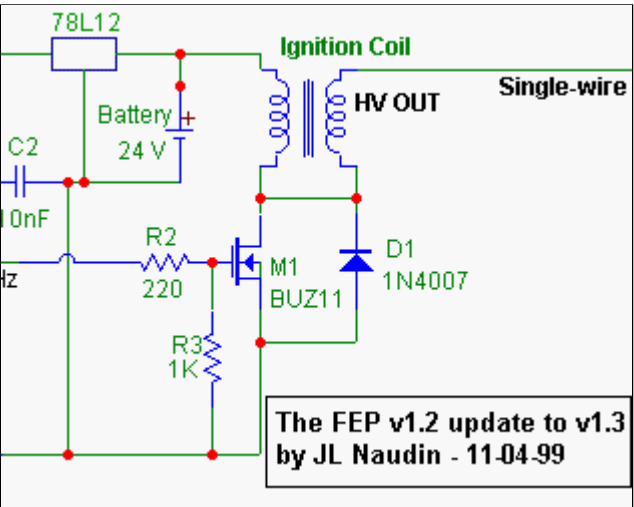 78L12
Ignition Coil
Single-wire
HV OUT
Battery +
24 V
C2
10nF
R2
220
Hz
M1
BUZ11
D1
1N4007
R3
1K
The FEP v1.2 update to v1.3
by JL Naudin - 11-04-99